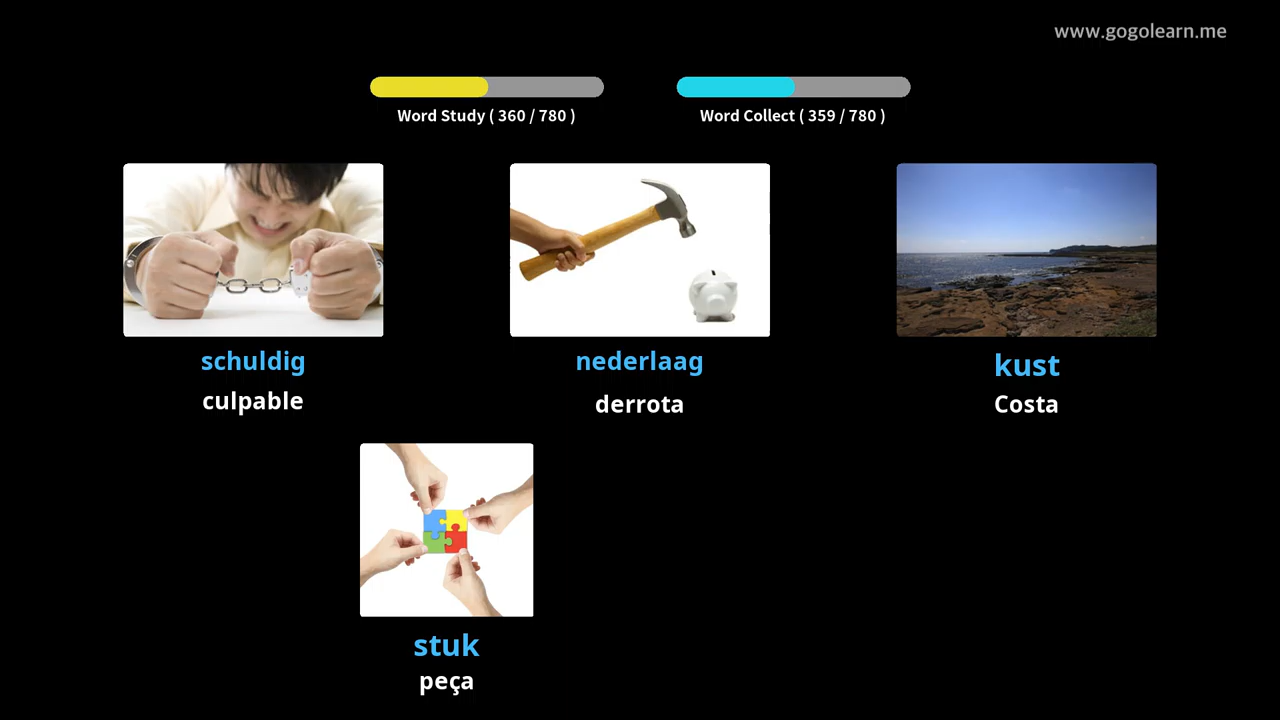 www.gogolearn.me
Word Study ( 360 / 780 )
Word Collect ( 359 / 780 )
schuldig
culpable
nederlaag
derrota
kust
Costa
stuk
peça